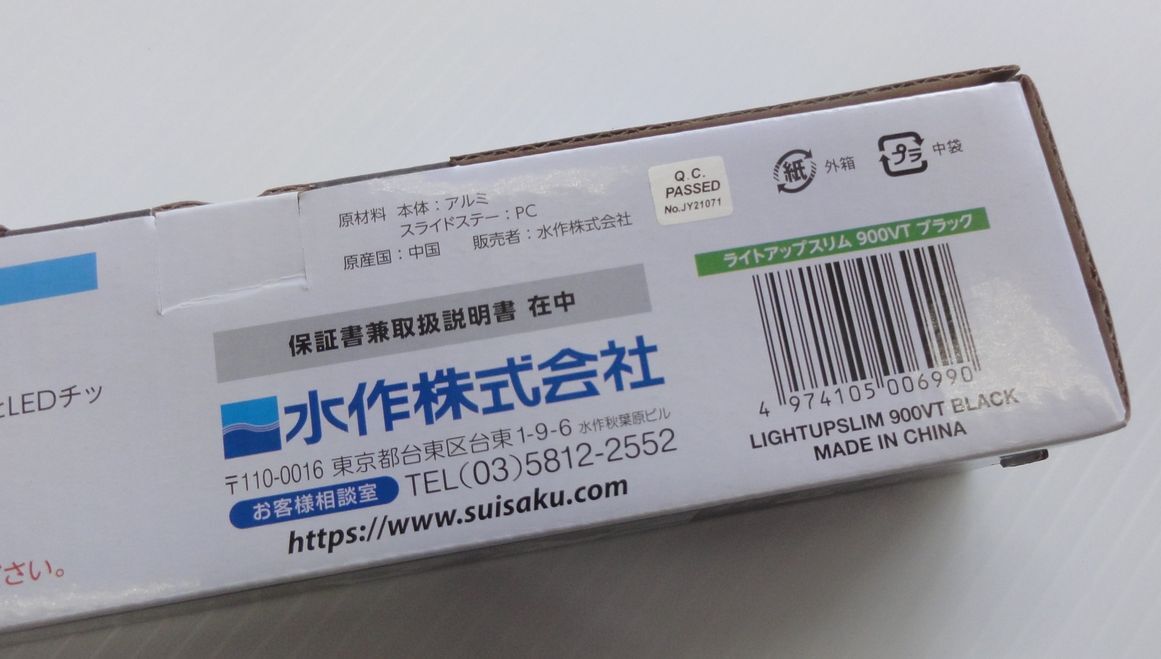 Q.C.
PASSED
No.JY21071
紙 外箱
プラ 中袋
原材料 本体：アルミ
スライドステー：PC
原産国：中国 販売者：水作株式会社
ライトアップスリム 900VT ブラック
保証書兼取扱説明書 在中
水作株式会社
〒110-0016 東京都台東区台東1-9-6 水作秋葉原ビル
お客様相談室 TEL(03)5812-2552
https://www.suisaku.com
4 974105 006990
LIGHTUPSLIM 900VT BLACK
MADE IN CHINA
LEDチッ
さい。